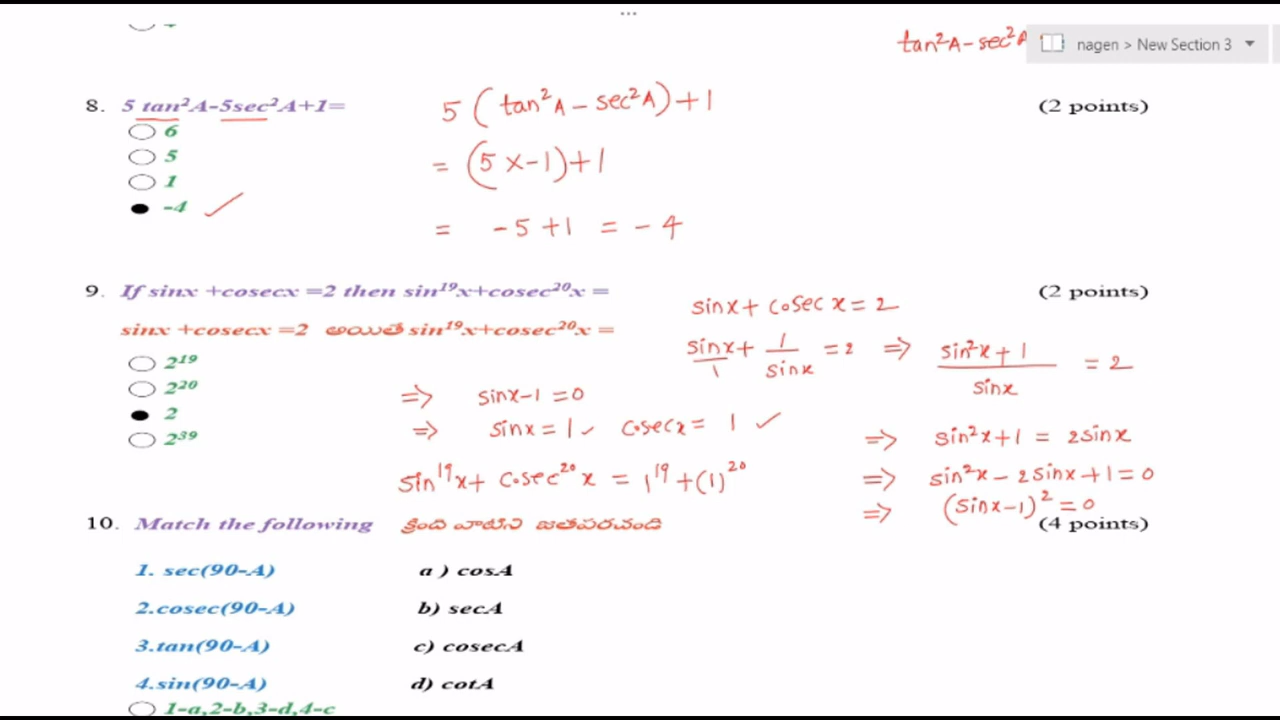 ...
tan²A - sec²A
nagen > New Section 3
8. 5 tan²A-5sec²A+1=
(2 points)
6
5
1
-4 ✓
5 (tan²A - sec²A) + 1
= (5 x -1) + 1
= -5 + 1 = -4
9. If sinx +cosecx =2 then sin¹⁹x+cosec²⁰x =
(2 points)
sinx +cosecx =2 అయితే sin¹⁹x+cosec²⁰x =
2¹⁹
2²⁰
2
2³⁹
sinx + cosec x = 2
sinx/1 + 1/sinx = 2 => sin²x + 1/sinx = 2
=> sin²x + 1 = 2sinx
=> sin²x - 2sinx + 1 = 0
=> (sinx - 1)² = 0
=> sinx - 1 = 0
=> sinx = 1 ✓ cosecx = 1 ✓
sin¹⁹x + cosec²⁰x = 1¹⁹ + (1)²⁰
10. Match the following క్రింది వాటిని జతపరచండి
(4 points)
1. sec(90-A) a ) cosA
2.cosec(90-A) b) secA
3.tan(90-A) c) cosecA
4.sin(90-A) d) cotA
1-a,2-b,3-d,4-c